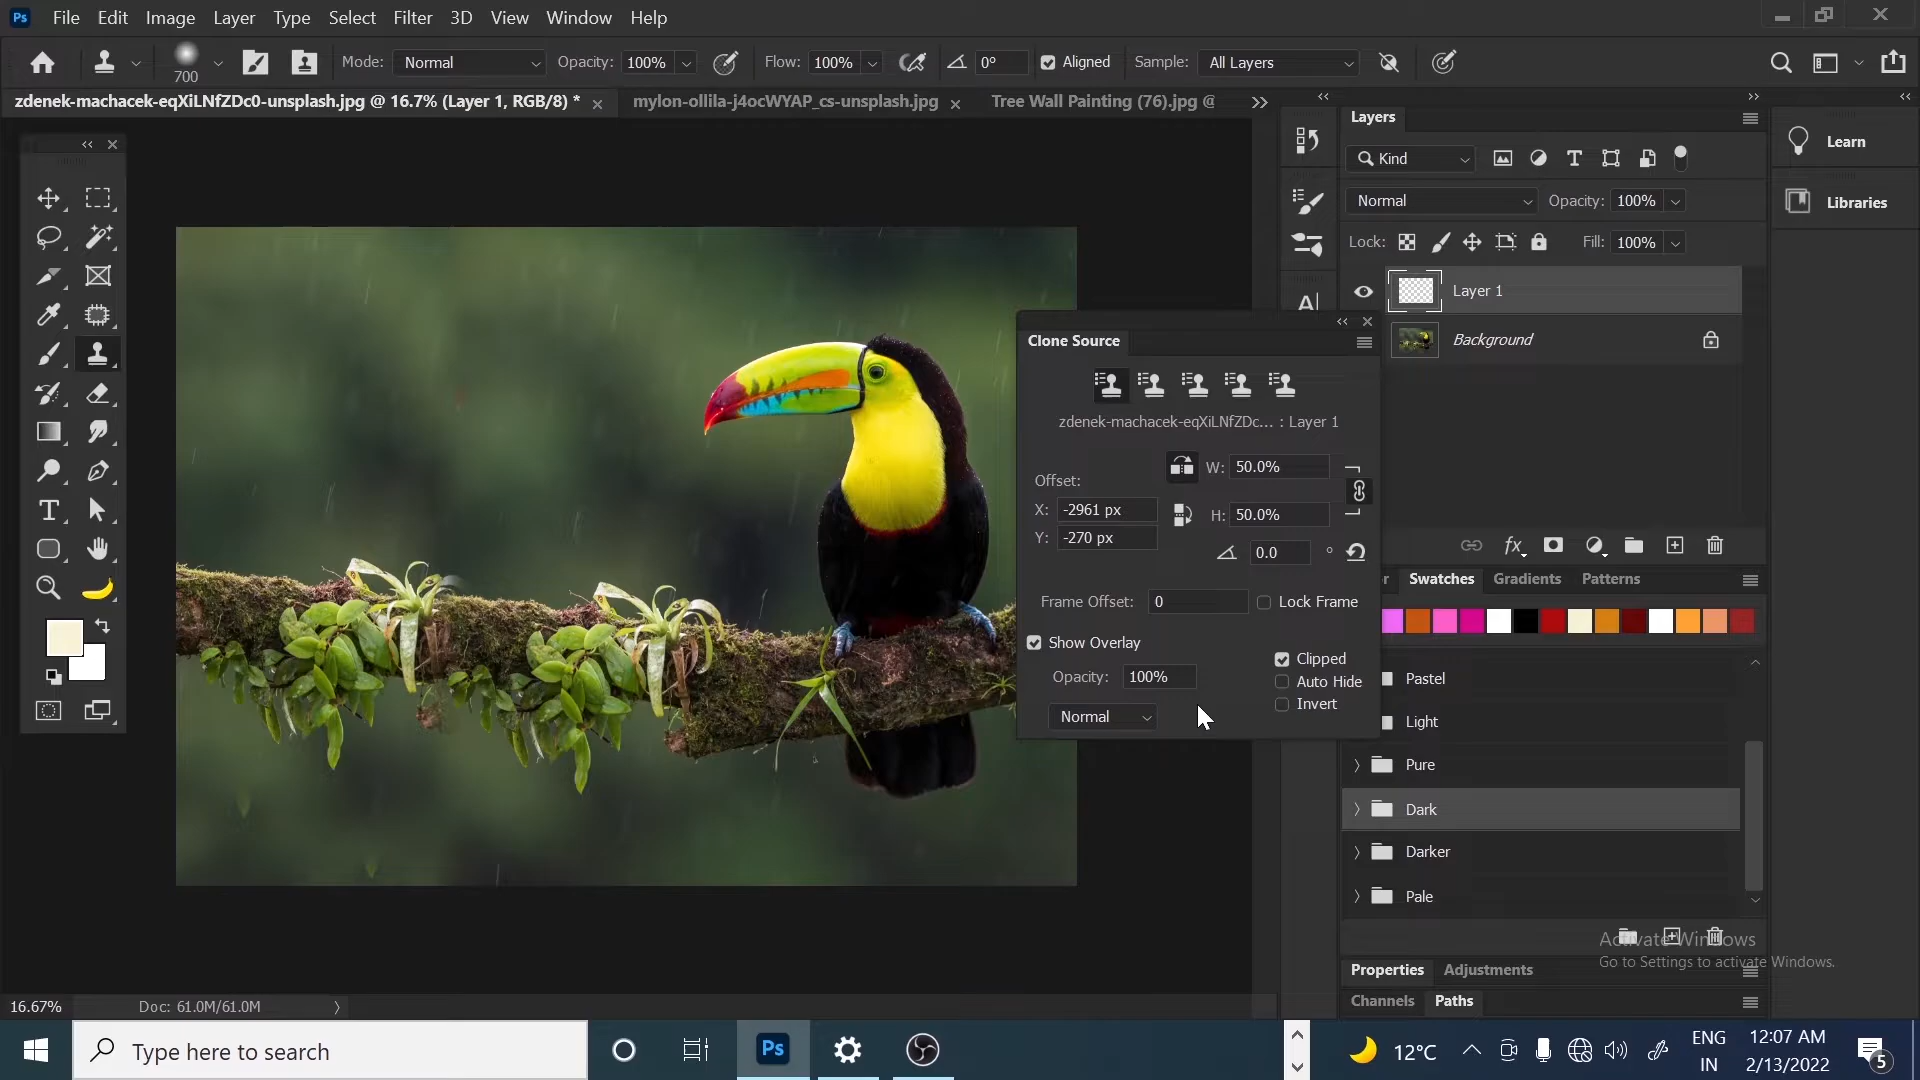 Ps File Edit Image Layer Type Select Filter 3D View Window Help
700 Mode: Normal Opacity: 100% Flow: 100% 0° Aligned Sample: All Layers
zdenek-machacek-eqXiLNfZDc0-unsplash.jpg @ 16.7% (Layer 1, RGB/8) * mylon-ollila-j4ocWYAP_cs-unsplash.jpg Tree Wall Painting (76).jpg @
Layers
Kind
Normal Opacity: 100%
Lock: Fill: 100%
Layer 1
Background
Learn
Libraries
Clone Source
zdenek-machacek-eqXiLNfZDc... : Layer 1
Offset:
X: -2961 px
Y: -270 px
W: 50.0%
H: 50.0%
0.0 °
Frame Offset: 0 Lock Frame
Show Overlay
Opacity: 100%
Normal
Clipped
Auto Hide
Invert
Swatches Gradients Patterns
Pastel
Light
Pure
Dark
Darker
Pale
Activate Windows
Go to Settings to activate Windows.
Properties Adjustments
Channels Paths
16.67% Doc: 61.0M/61.0M
Type here to search
Ps
12°C
ENG
IN
12:07 AM
2/13/2022
5